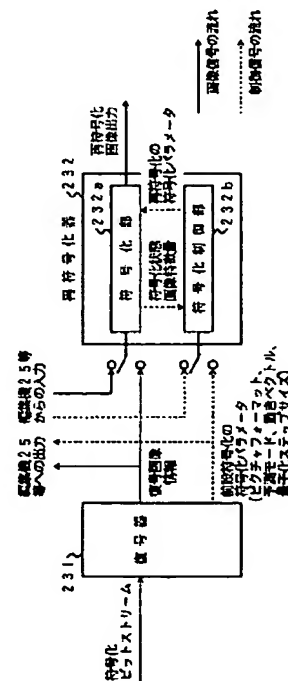 符号化
ビットストリーム
231
復号器
編集機25等
への出力
編集機25等
からの入力
復号画像
情報
前段符号化の
符号化パラメータ
(ピクチャフォーマット、
予測モード、動きベクトル、
量子化ステップサイズ)
再符号化器
232
232a
符号化部
符号化状態
画像特徴量
再符号化の
符号化パラメータ
符号化制御部
232b
再符号化
画像出力
画像信号の流れ
制御信号の流れ